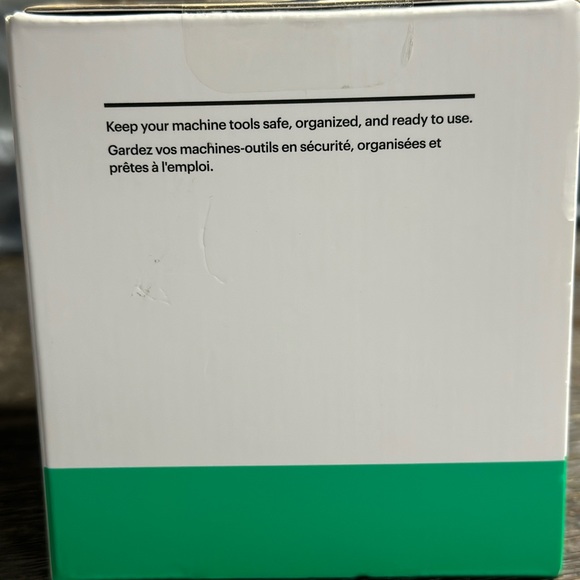 Keep your machine tools safe, organized, and ready to use.
Gardez vos machines-outils en sécurité, organisées et
prêtes à l'emploi.